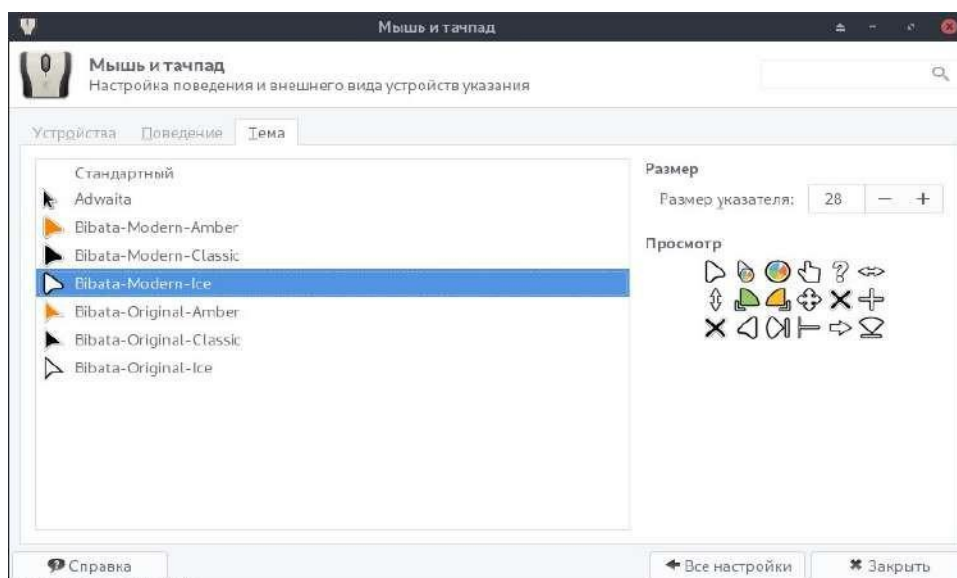 Мышь и тачпад
Мышь и тачпад
Настройка поведения и внешнего вида устройств указания
Устройства Поведение Тема
Стандартный
Adwaita
Bibata-Modern-Amber
Bibata-Modern-Classic
Bibata-Modern-Ice
Bibata-Original-Amber
Bibata-Original-Classic
Bibata-Original-Ice
Размер
Размер указателя: 28 − +
Просмотр
Справка
Все настройки
Закрыть